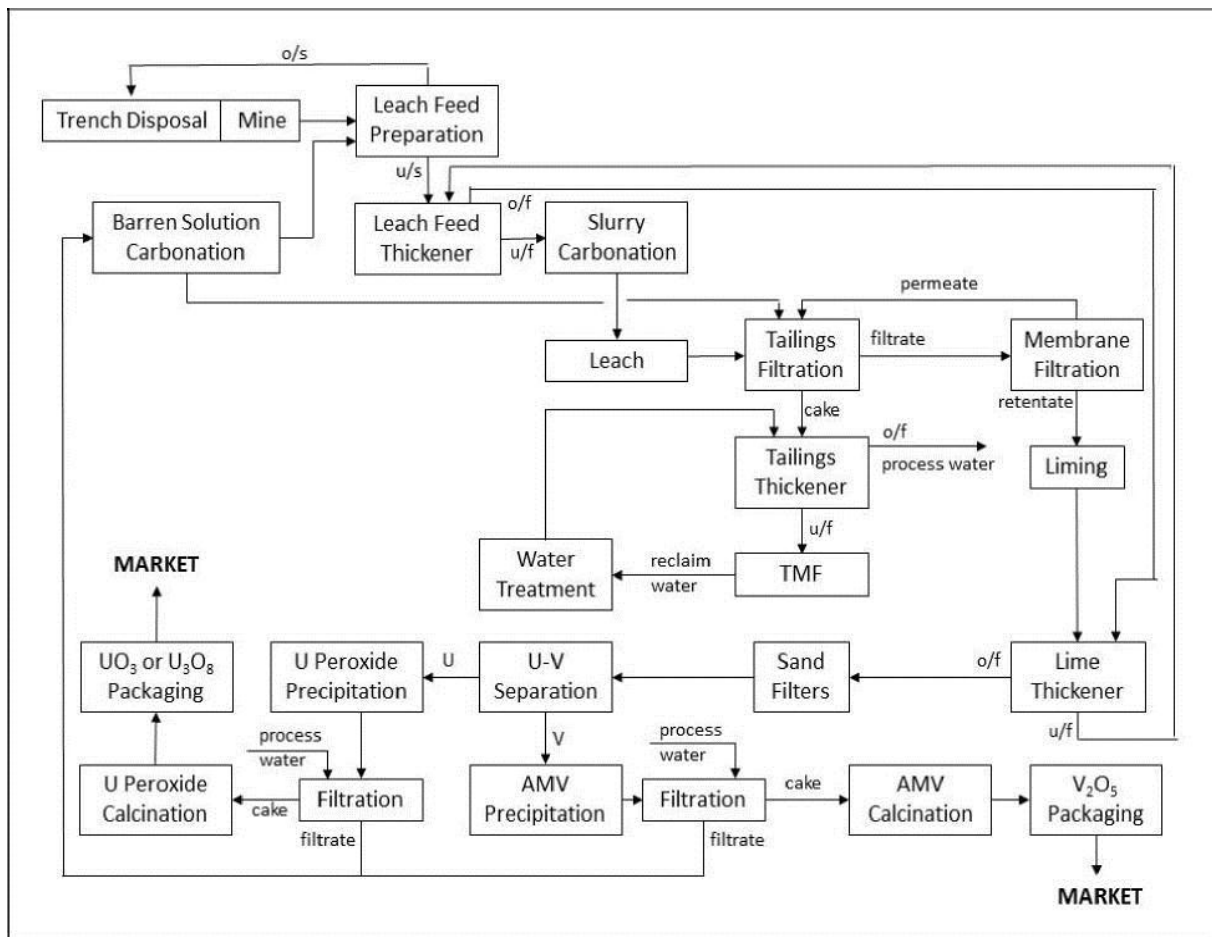 o/s
Trench Disposal
Mine
Leach Feed
Preparation
u/s
Barren Solution
Carbonation
Leach Feed
Thickener
o/f
u/f
Slurry
Carbonation
permeate
Leach
Tailings
Filtration
filtrate
Membrane
Filtration
cake
retentate
Tailings
Thickener
o/f
process water
Liming
u/f
Water
Treatment
reclaim
water
TMF
MARKET
UO₃ or U₃O₈
Packaging
U Peroxide
Precipitation
U
U-V
Separation
Sand
Filters
o/f
Lime
Thickener
u/f
V
process
water
process
water
U Peroxide
Calcination
cake
Filtration
filtrate
AMV
Precipitation
Filtration
filtrate
cake
AMV
Calcination
V₂O₅
Packaging
MARKET